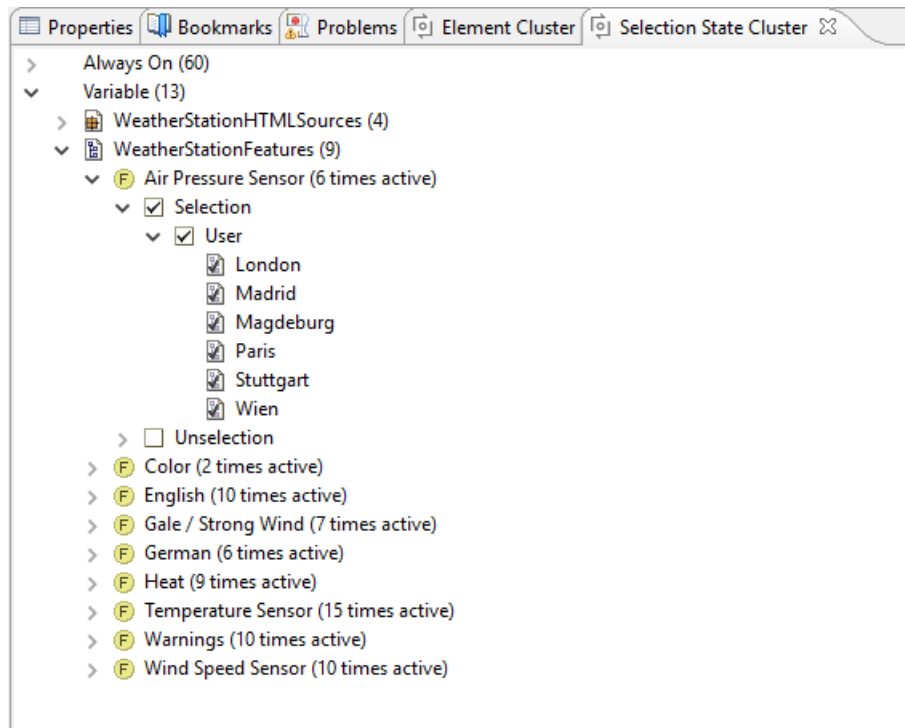 Properties Bookmarks Problems Element Cluster Selection State Cluster
Always On (60)
Variable (13)
WeatherStationHTMLSources (4)
WeatherStationFeatures (9)
F Air Pressure Sensor (6 times active)
Selection
User
London
Madrid
Magdeburg
Paris
Stuttgart
Wien
Unselection
F Color (2 times active)
F English (10 times active)
F Gale / Strong Wind (7 times active)
F German (6 times active)
F Heat (9 times active)
F Temperature Sensor (15 times active)
F Warnings (10 times active)
F Wind Speed Sensor (10 times active)